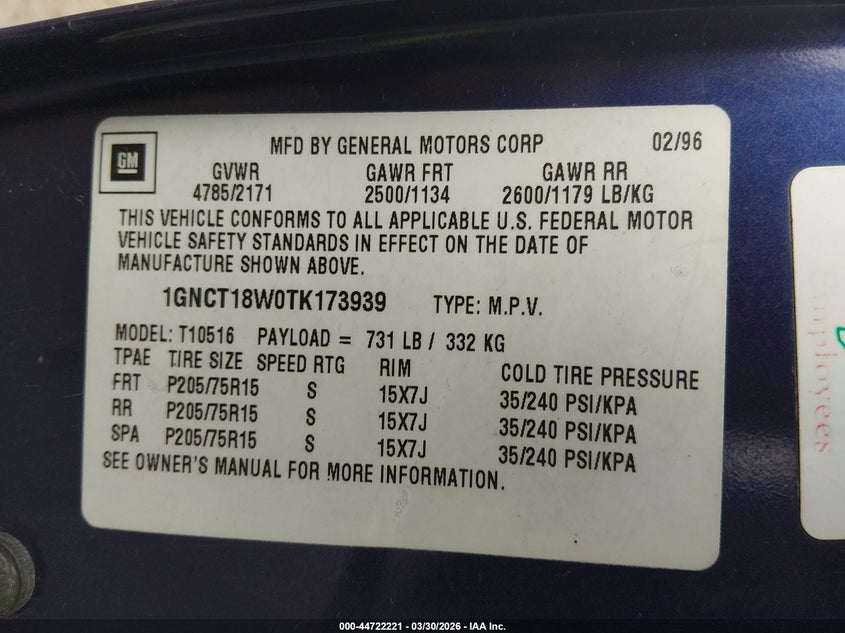 GM
MFD BY GENERAL MOTORS CORP 02/96
GVWR GAWR FRT GAWR RR
4785/2171 2500/1134 2600/1179 LB/KG
THIS VEHICLE CONFORMS TO ALL APPLICABLE U.S. FEDERAL MOTOR
VEHICLE SAFETY STANDARDS IN EFFECT ON THE DATE OF
MANUFACTURE SHOWN ABOVE.
1GNCT18W0TK173939 TYPE: M.P.V.
MODEL: T10516 PAYLOAD = 731 LB / 332 KG
TPAE TIRE SIZE SPEED RTG RIM COLD TIRE PRESSURE
FRT P205/75R15 S 15X7J 35/240 PSI/KPA
RR P205/75R15 S 15X7J 35/240 PSI/KPA
SPA P205/75R15 S 15X7J 35/240 PSI/KPA
SEE OWNER'S MANUAL FOR MORE INFORMATION.
mployees
000-44722221 - 03/30/2026 - IAA Inc.